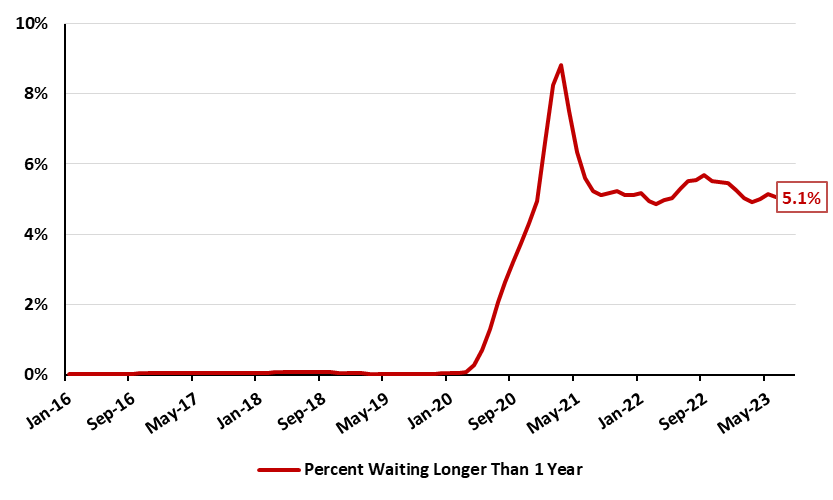 10%
8%
6%
4%
2%
0%
5.1%
Jan-16
Sep-16
May-17
Jan-18
Sep-18
May-19
Jan-20
Sep-20
May-21
Jan-22
Sep-22
May-23
Percent Waiting Longer Than 1 Year